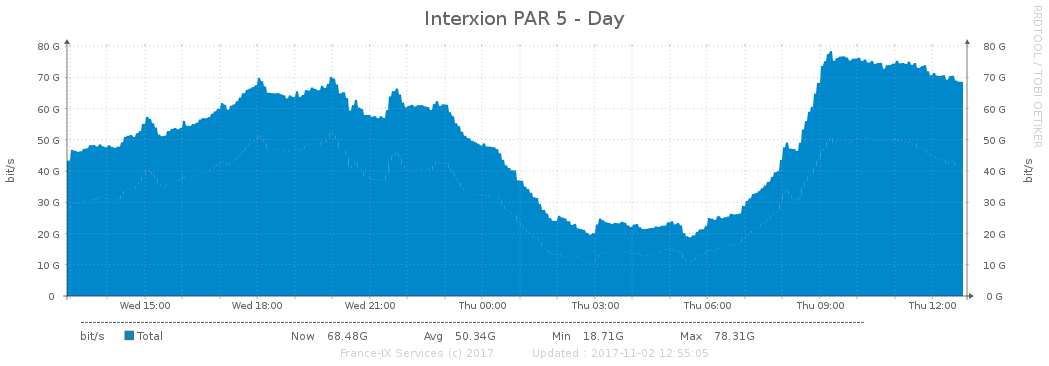 Interxion PAR 5 - Day
RRDTOOL / TOBI OETIKER
bit/s
80 G
70 G
60 G
50 G
40 G
30 G
20 G
10 G
0
80 G
70 G
60 G
50 G
40 G
30 G
20 G
10 G
0 G
bit/s
Wed 15:00 Wed 18:00 Wed 21:00 Thu 00:00 Thu 03:00 Thu 06:00 Thu 09:00 Thu 12:00
bit/s Total Now 68.48G Avg 50.34G Min 18.71G Max 78.31G
France-IX Services (c) 2017 Updated : 2017-11-02 12:55:05